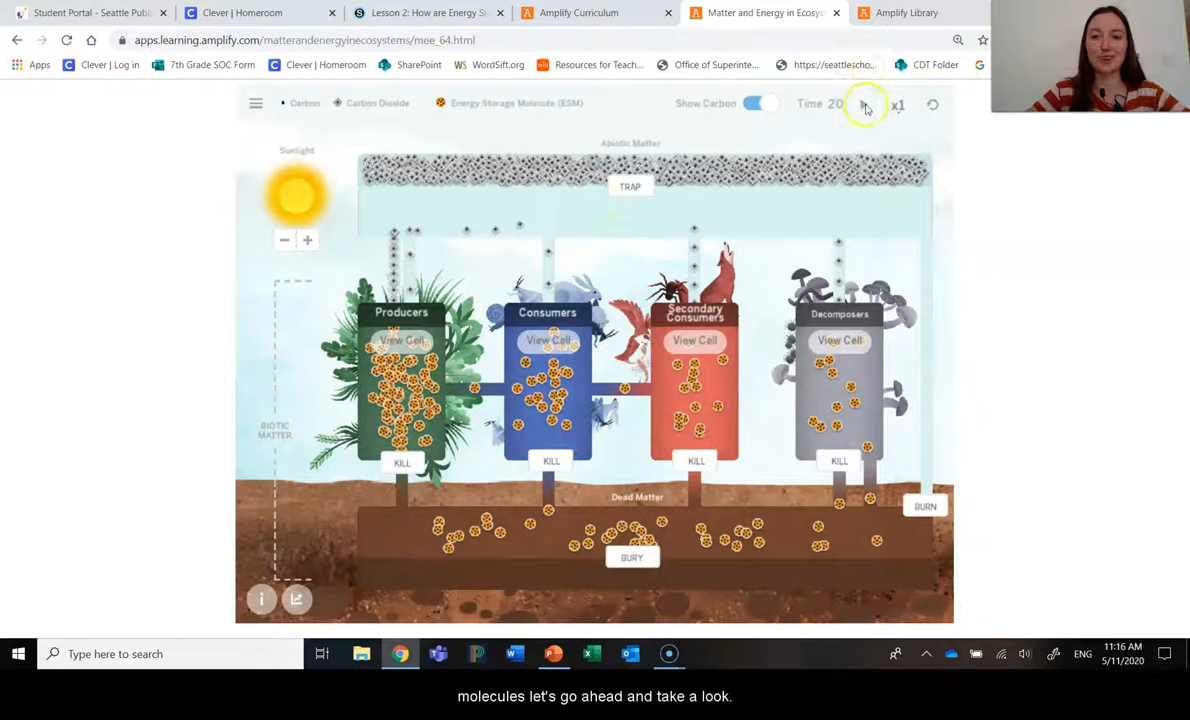 Student Portal - Seattle Publ
Clever | Homeroom
Lesson 2: How are Energy St
Amplify Curriculum
Matter and Energy in Ecosys
Amplify Library
apps.learning.amplify.com/matterandenergyinecosystems/mee_64.html
Apps
Clever | Log in
7th Grade SOC Form
Clever | Homeroom
SharePoint
WordSift.org
Resources for Teach...
Office of Superinte...
https://seattlescho...
CDT Folder
Carbon
Carbon Dioxide
Energy Storage Molecule (ESM)
Show Carbon
Time 20
x1
Sunlight
Abiotic Matter
TRAP
Producers
Consumers
Secondary Consumers
Decomposers
View Cell
View Cell
View Cell
View Cell
BIOTIC MATTER
KILL
KILL
KILL
KILL
Dead Matter
BURN
BURY
Type here to search
ENG
11:16 AM
5/11/2020
molecules let's go ahead and take a look.